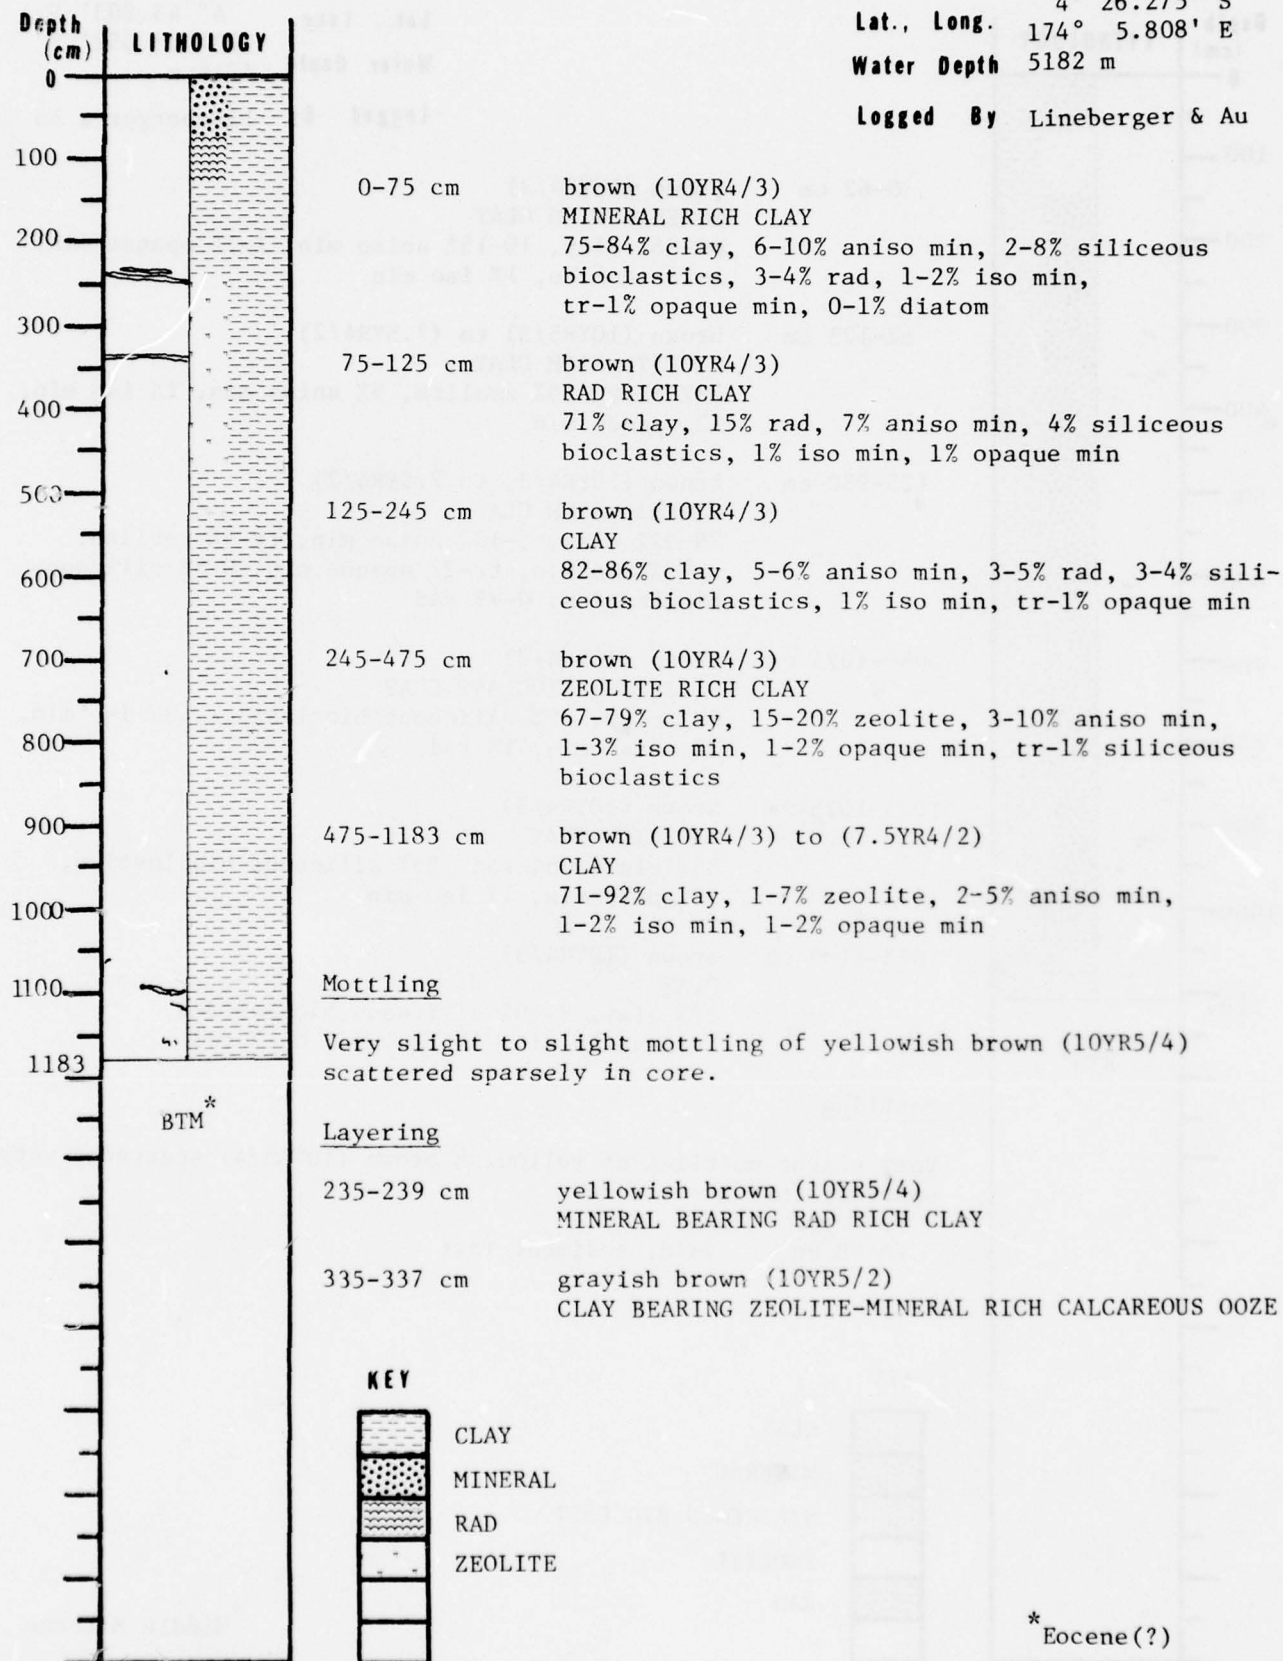 4° 26.275' S
Lat., Long. 174° 5.808' E
Water Depth 5182 m
Logged By Lineberger & Au
Depth
(cm)
LITHOLOGY
0
100
200
300
400
500
600
700
800
900
1000
1100
1183
BTM*
0-75 cm brown (10YR4/3)
MINERAL RICH CLAY
75-84% clay, 6-10% aniso min, 2-8% siliceous
bioclastics, 3-4% rad, 1-2% iso min,
tr-1% opaque min, 0-1% diatom
75-125 cm brown (10YR4/3)
RAD RICH CLAY
71% clay, 15% rad, 7% aniso min, 4% siliceous
bioclastics, 1% iso min, 1% opaque min
125-245 cm brown (10YR4/3)
CLAY
82-86% clay, 5-6% aniso min, 3-5% rad, 3-4% sili-
ceous bioclastics, 1% iso min, tr-1% opaque min
245-475 cm brown (10YR4/3)
ZEOLITE RICH CLAY
67-79% clay, 15-20% zeolite, 3-10% aniso min,
1-3% iso min, 1-2% opaque min, tr-1% siliceous
bioclastics
475-1183 cm brown (10YR4/3) to (7.5YR4/2)
CLAY
71-92% clay, 1-7% zeolite, 2-5% aniso min,
1-2% iso min, 1-2% opaque min
Mottling
Very slight to slight mottling of yellowish brown (10YR5/4)
scattered sparsely in core.
Layering
235-239 cm yellowish brown (10YR5/4)
MINERAL BEARING RAD RICH CLAY
335-337 cm grayish brown (10YR5/2)
CLAY BEARING ZEOLITE-MINERAL RICH CALCAREOUS OOZE
KEY
CLAY
MINERAL
RAD
ZEOLITE
*Eocene(?)